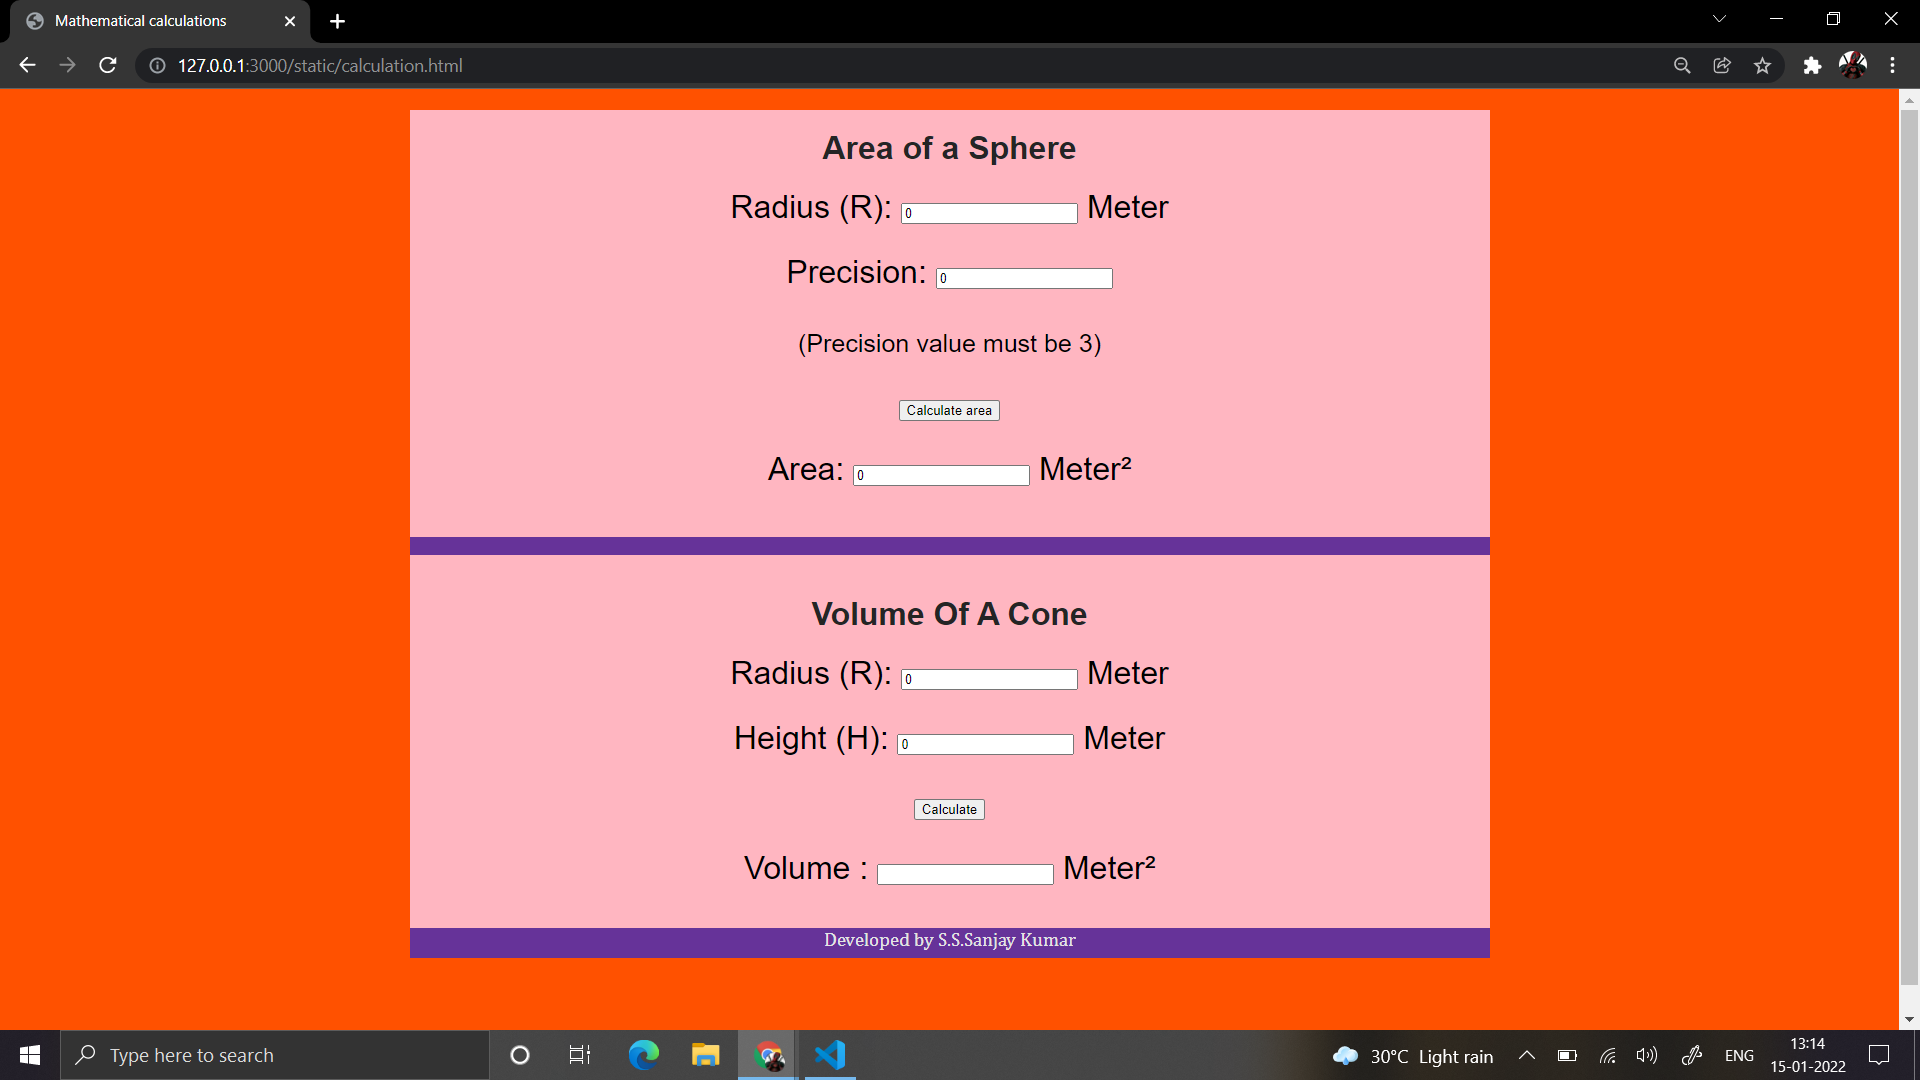 Mathematical calculations
127.0.0.1:3000/static/calculation.html
Area of a Sphere
Radius (R): 0 Meter
Precision: 0
(Precision value must be 3)
Calculate area
Area: 0 Meter²
Volume Of A Cone
Radius (R): 0 Meter
Height (H): 0 Meter
Calculate
Volume : Meter²
Developed by S.S.Sanjay Kumar
Type here to search
30°C Light rain
ENG
13:14
15-01-2022